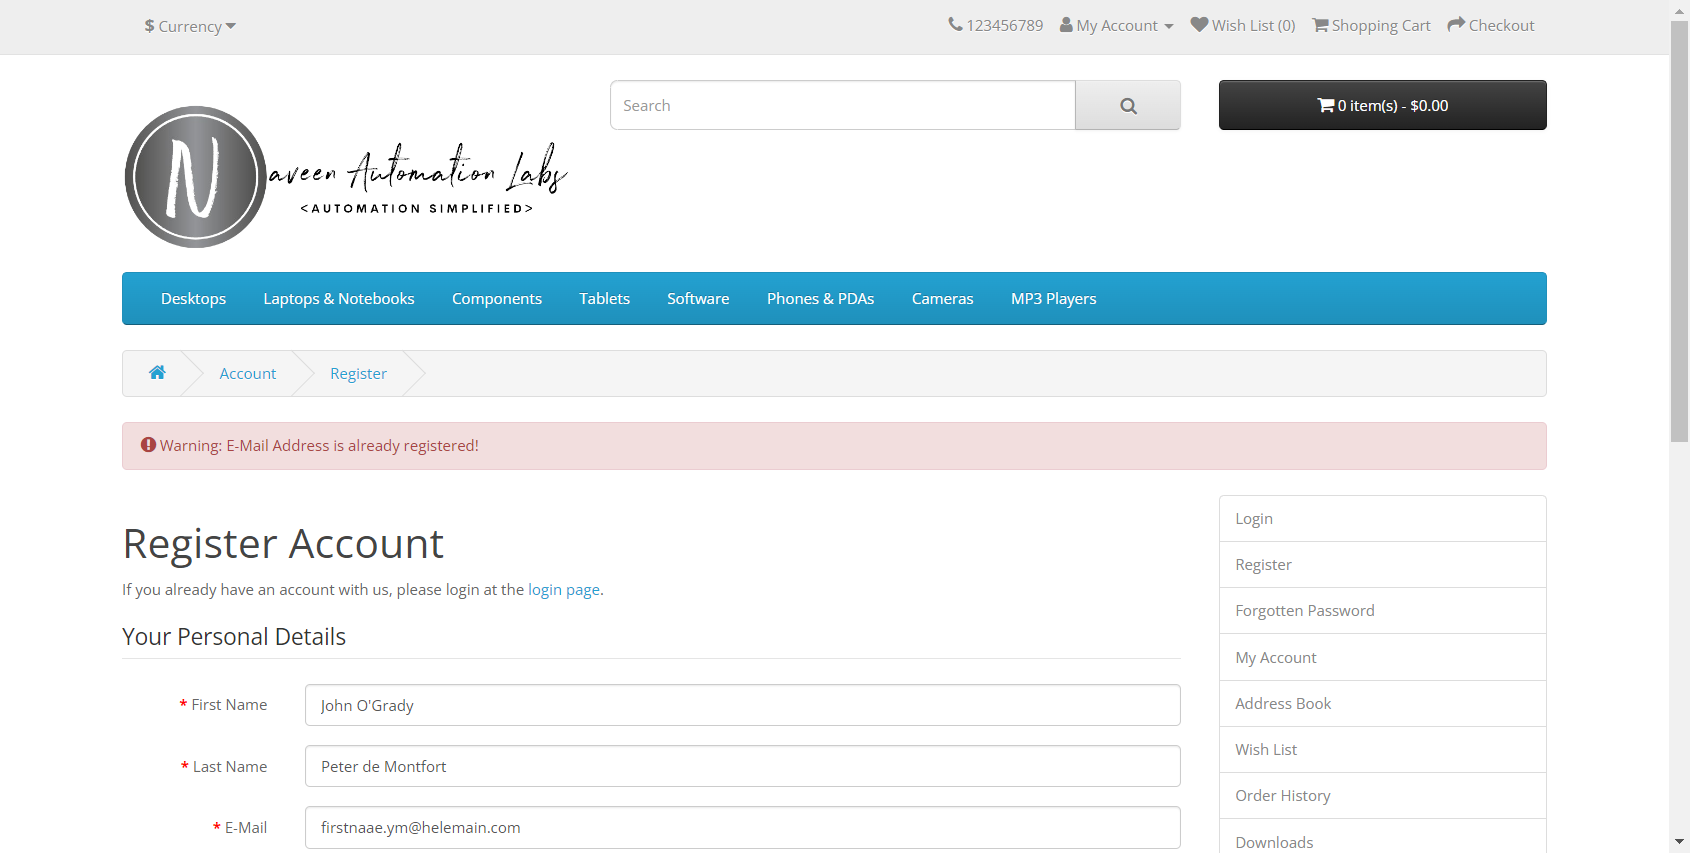 $ Currency
123456789 My Account Wish List (0) Shopping Cart Checkout
Search
0 item(s) - $0.00
N
aveen Automation Labs
<AUTOMATION SIMPLIFIED>
Desktops Laptops & Notebooks Components Tablets Software Phones & PDAs Cameras MP3 Players
Account Register
Warning: E-Mail Address is already registered!
Register Account
If you already have an account with us, please login at the login page.
Your Personal Details
* First Name John O'Grady
* Last Name Peter de Montfort
* E-Mail firstnaae.ym@helemain.com
Login
Register
Forgotten Password
My Account
Address Book
Wish List
Order History
Downloads